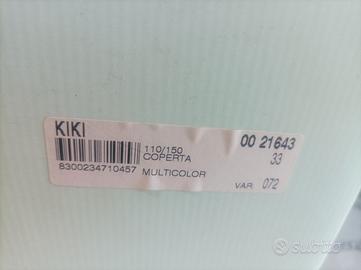 KIKI
00 21643
110/150
33
COPERTA
8300234710457
MULTICOLOR
VAR. 072
subito